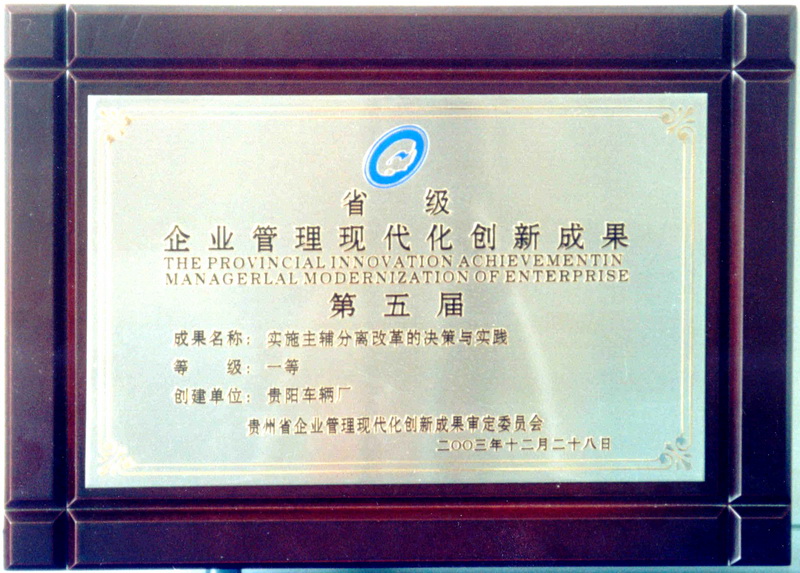 省 级
企业管理现代化创新成果
THE PROVINCIAL INNOVATION ACHIEVEMENTIN
MANAGERLAL MODERNIZATION OF ENTERPRISE
第五届
成果名称：实施主辅分离改革的决策与实践
等 级：一等
创建单位：贵阳车辆厂
贵州省企业管理现代化创新成果审定委员会
二〇〇三年十二月二十八日